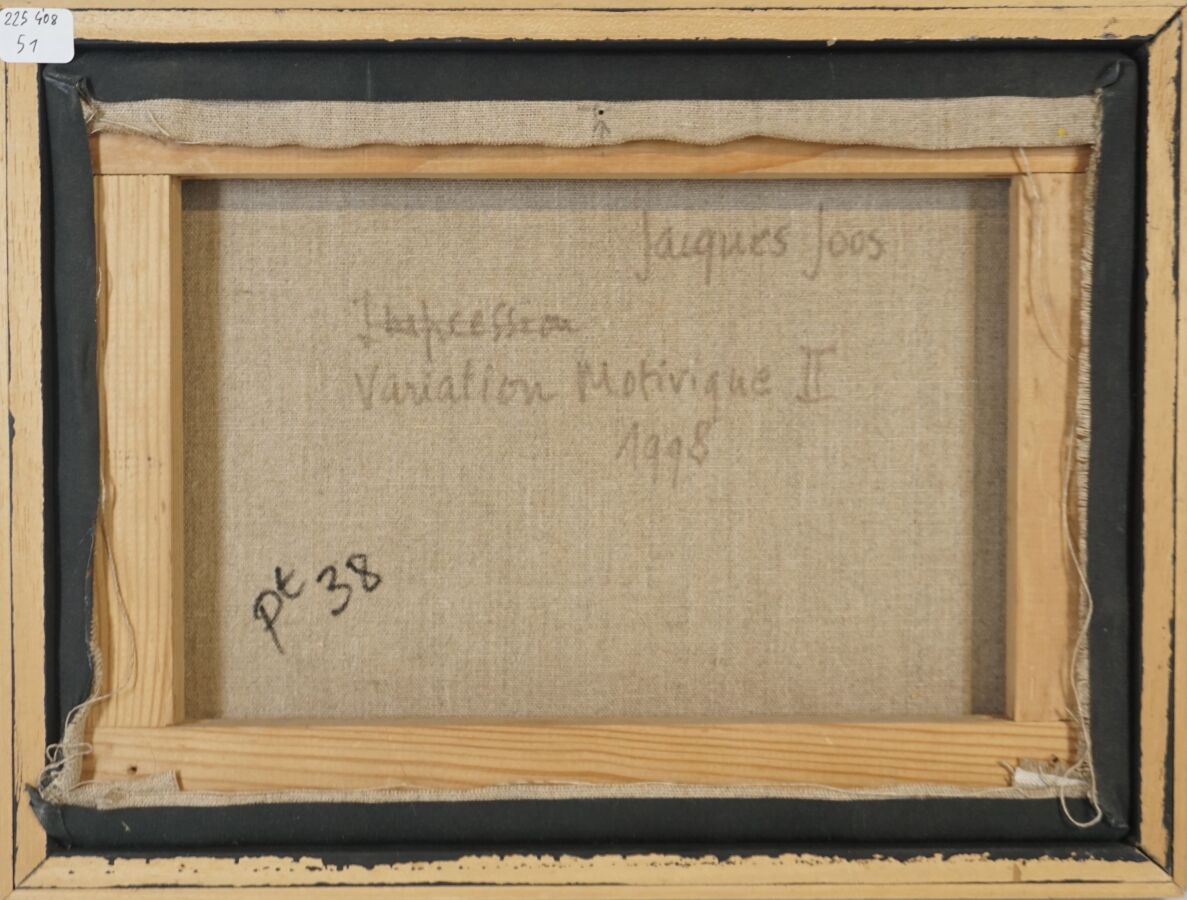 225 408
51
Jacques Joos
Impression
Variation Motivique II
1998
pt 38